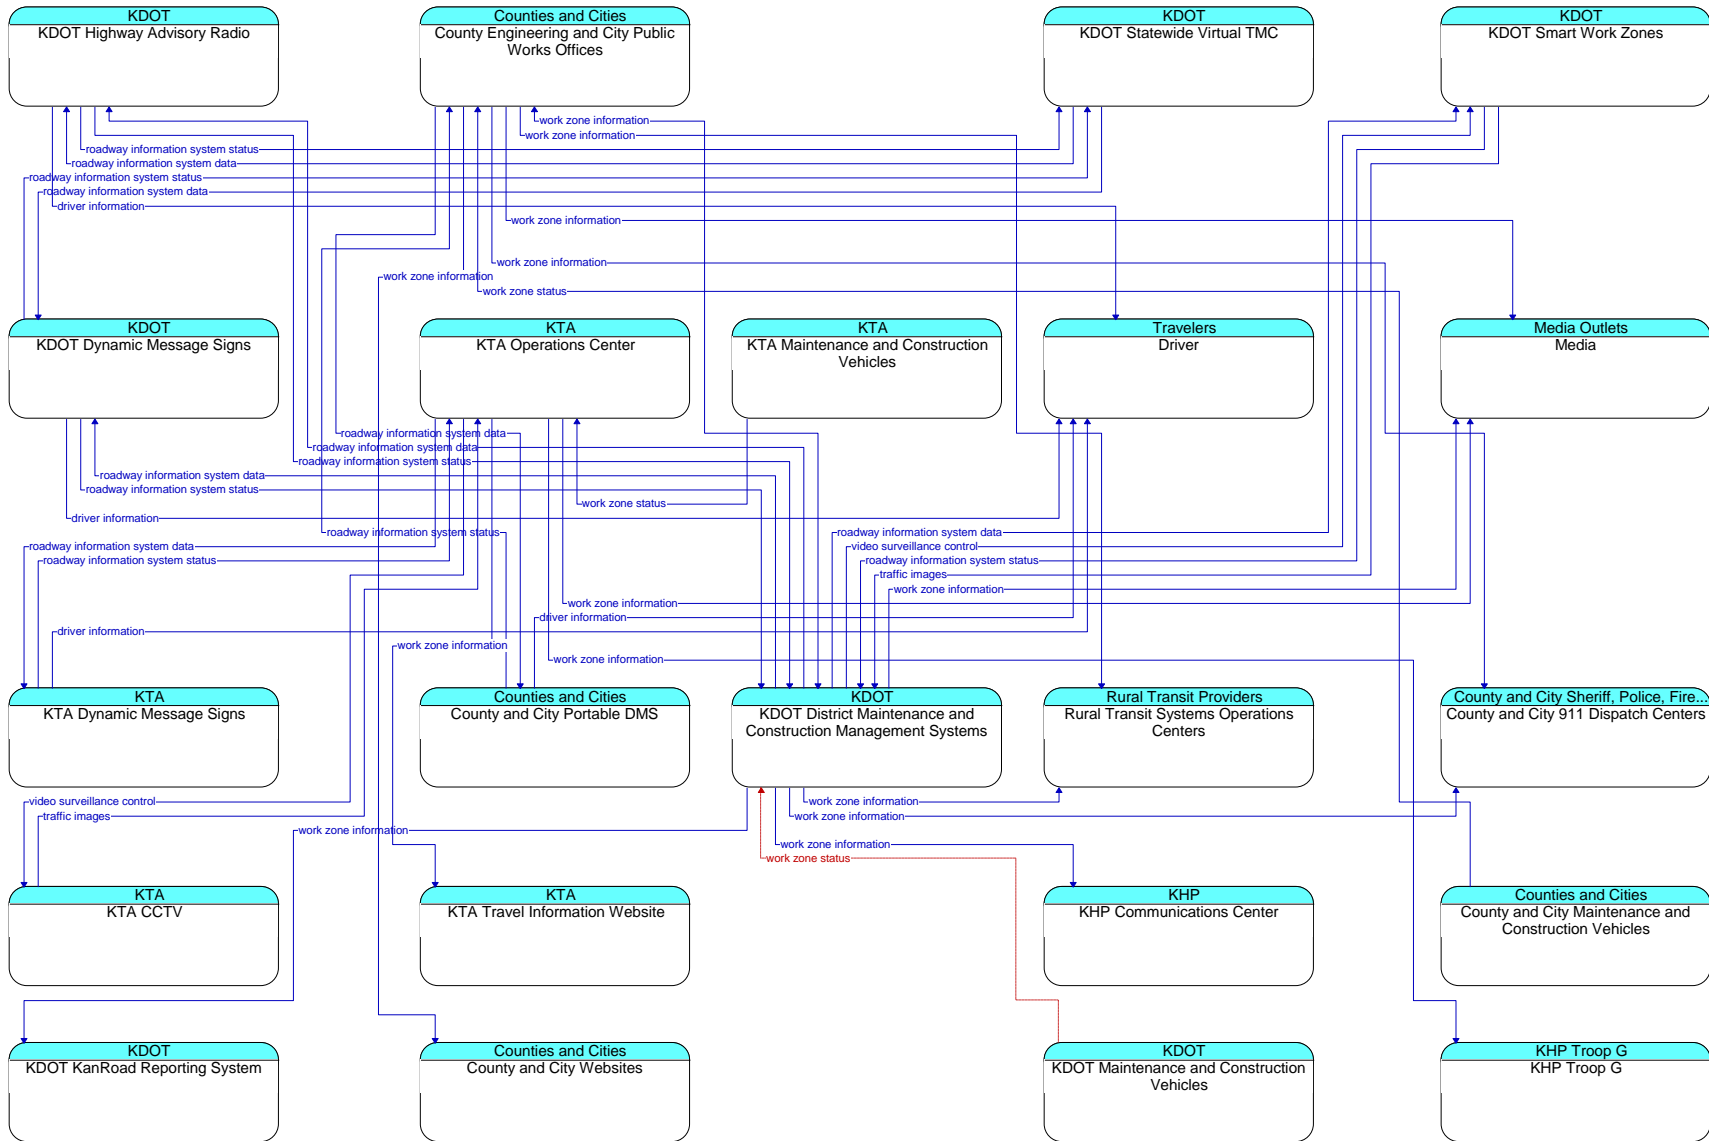 KDOT
KDOT Highway Advisory Radio
Counties and Cities
County Engineering and City Public
Works Offices
KDOT
KDOT Statewide Virtual TMC
KDOT
KDOT Smart Work Zones
work zone information
work zone information
roadway information system status
roadway information system data
roadway information system status
roadway information system data
driver information
work zone information
work zone information
work zone information
work zone status
KDOT
KDOT Dynamic Message Signs
KTA
KTA Operations Center
KTA
KTA Maintenance and Construction
Vehicles
Travelers
Driver
Media Outlets
Media
roadway information system data
roadway information system data
roadway information system status
roadway information system data
roadway information system status
work zone status
driver information
roadway information system status
roadway information system data
roadway information system data
video surveillance control
roadway information system status
roadway information system status
traffic images
work zone information
work zone information
driver information
driver information
work zone information
work zone information
KTA
KTA Dynamic Message Signs
Counties and Cities
County and City Portable DMS
KDOT
KDOT District Maintenance and
Construction Management Systems
Rural Transit Providers
Rural Transit Systems Operations
Centers
County and City Sheriff, Police, Fire...
County and City 911 Dispatch Centers
video surveillance control
work zone information
traffic images
work zone information
work zone information
work zone information
work zone status
KTA
KTA CCTV
KTA
KTA Travel Information Website
KHP
KHP Communications Center
Counties and Cities
County and City Maintenance and
Construction Vehicles
KDOT
KDOT KanRoad Reporting System
Counties and Cities
County and City Websites
KDOT
KDOT Maintenance and Construction
Vehicles
KHP Troop G
KHP Troop G